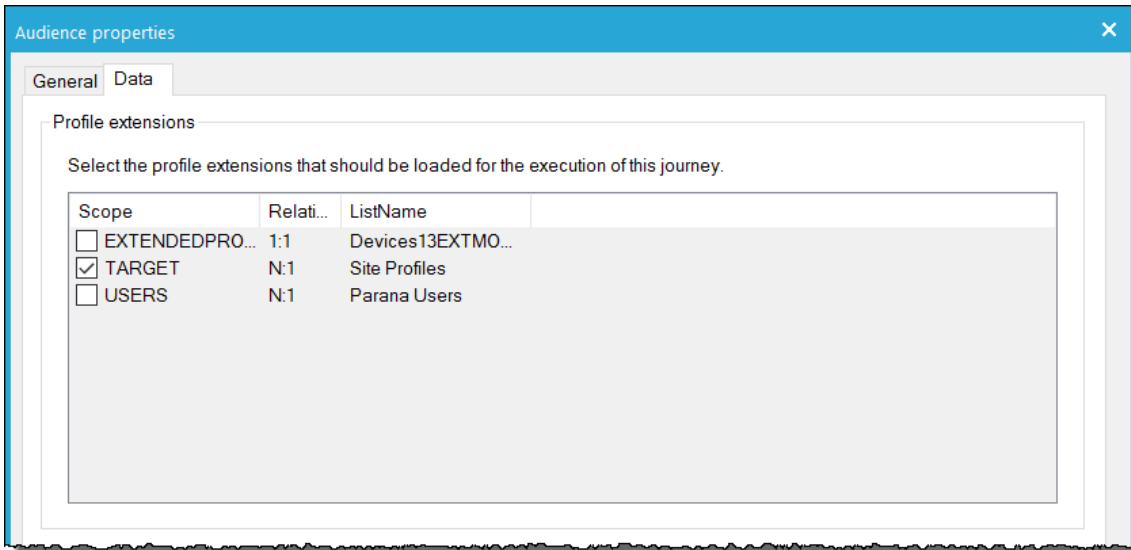 Audience properties
General Data
Profile extensions
Select the profile extensions that should be loaded for the execution of this journey.
Scope Relati... ListName
EXTENDEDPRO... 1:1 Devices13EXTMO...
TARGET N:1 Site Profiles
USERS N:1 Parana Users